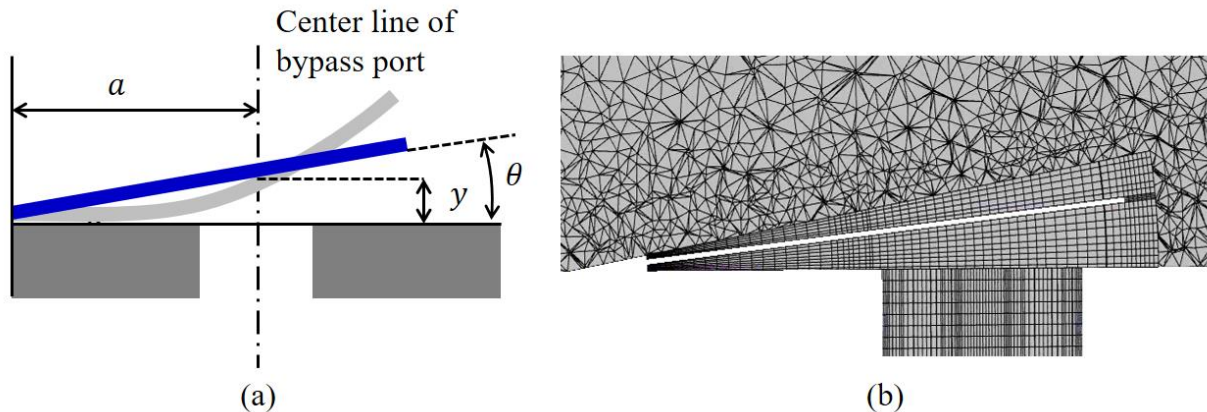 Center line of
bypass port
a
θ
y
(a)
(b)